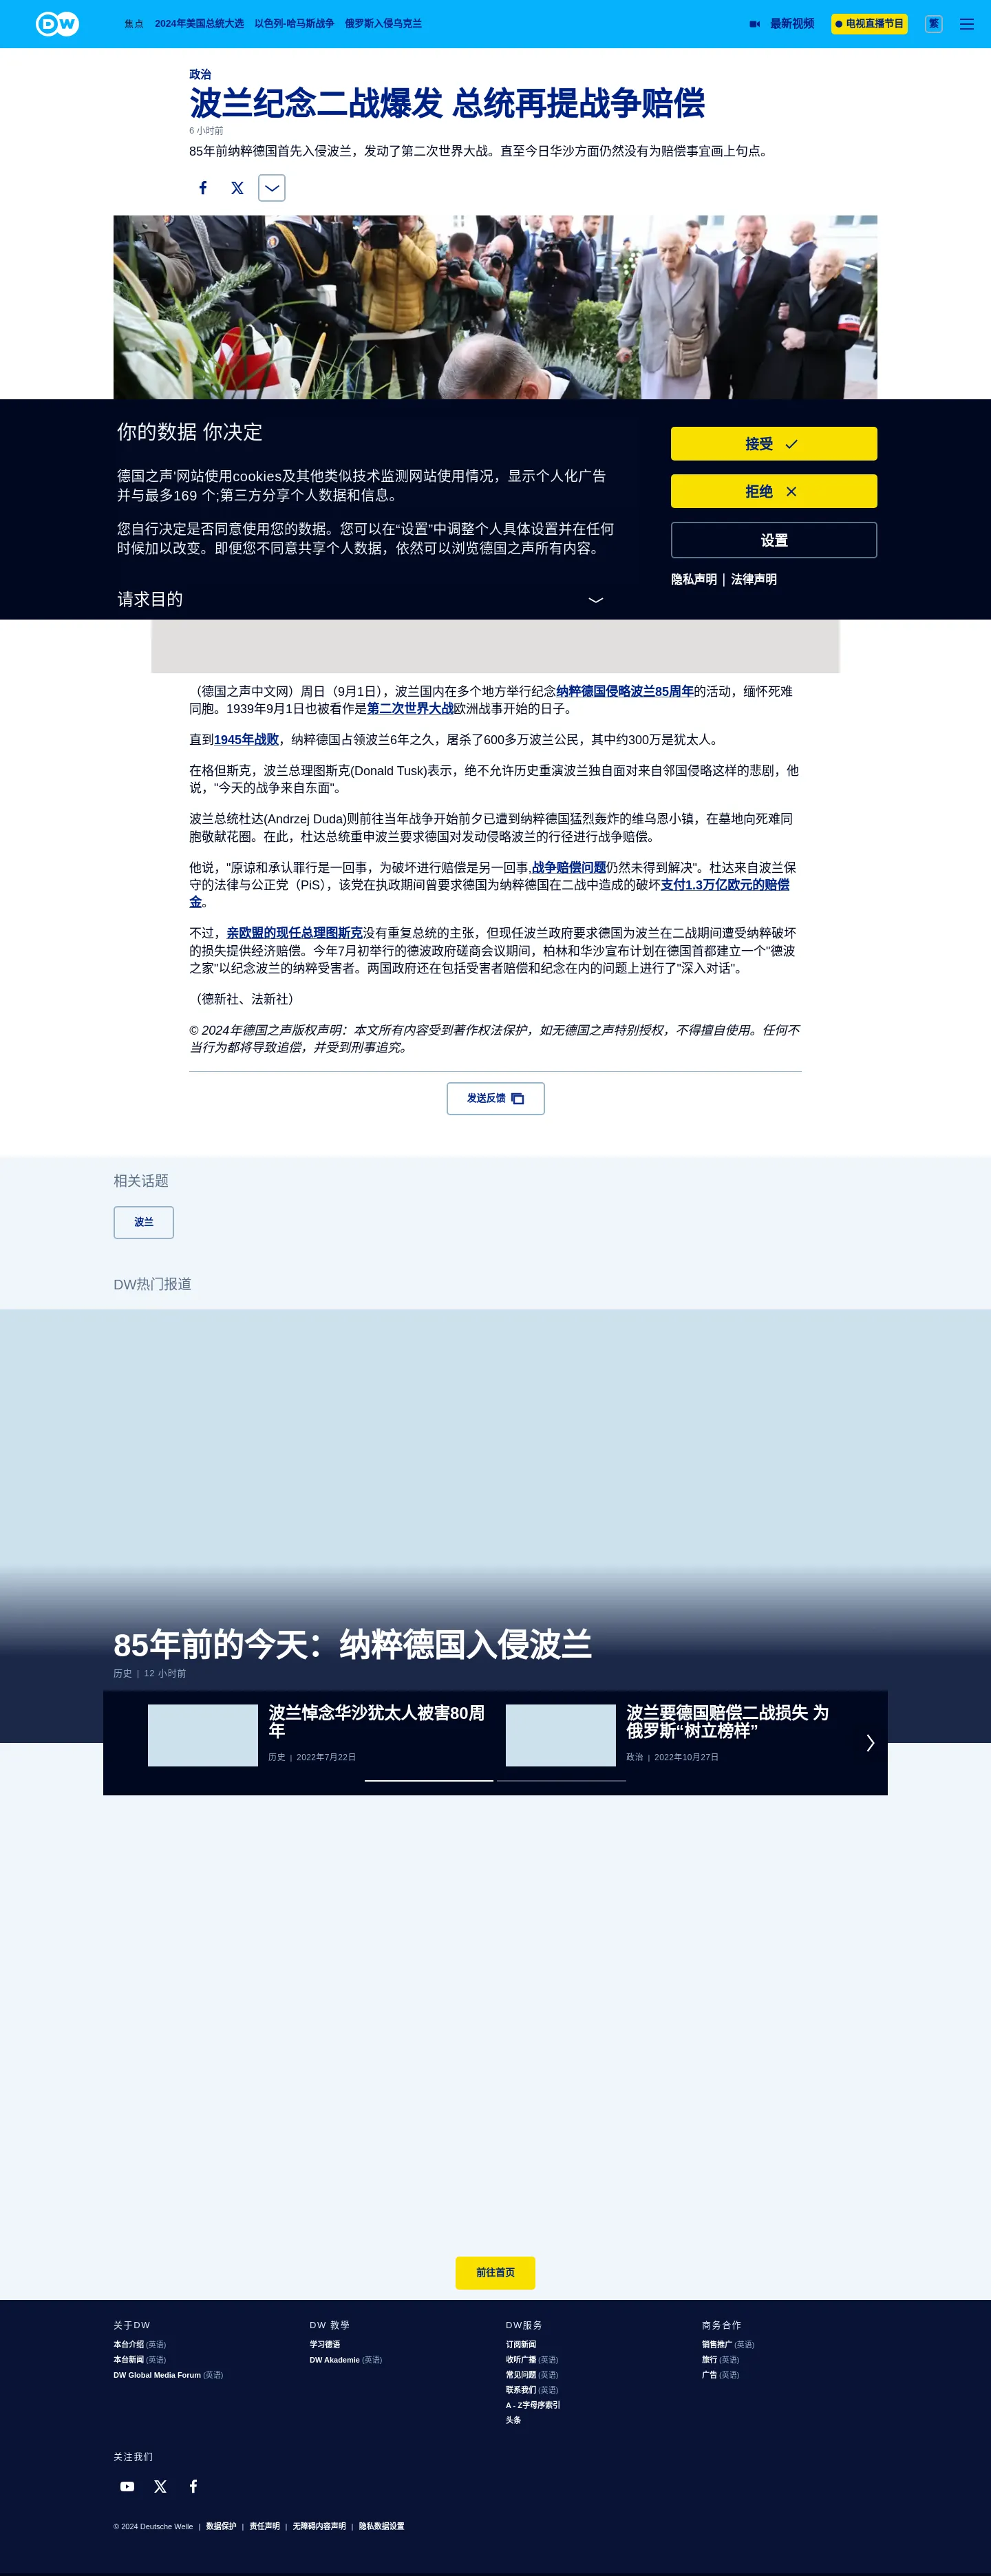 DW
焦点 2024年美国总统大选 以色列-哈马斯战争 俄罗斯入侵乌克兰
最新视频 电视直播节目 繁
政治
波兰纪念二战爆发 总统再提战争赔偿
6 小时前
85年前纳粹德国首先入侵波兰，发动了第二次世界大战。直至今日华沙方面仍然没有为赔偿事宜画上句点。
你的数据 你决定
德国之声'网站使用cookies及其他类似技术监测网站使用情况，显示个人化广告
并与最多169 个;第三方分享个人数据和信息。
您自行决定是否同意使用您的数据。您可以在“设置”中调整个人具体设置并在任何
时候加以改变。即便您不同意共享个人数据，依然可以浏览德国之声所有内容。
请求目的
接受
拒绝
设置
隐私声明 | 法律声明
（德国之声中文网）周日（9月1日），波兰国内在多个地方举行纪念纳粹德国侵略波兰85周年的活动，缅怀死难
同胞。1939年9月1日也被看作是第二次世界大战欧洲战事开始的日子。
直到1945年战败，纳粹德国占领波兰6年之久，屠杀了600多万波兰公民，其中约300万是犹太人。
在格但斯克，波兰总理图斯克(Donald Tusk)表示，绝不允许历史重演波兰独自面对来自邻国侵略这样的悲剧，他
说，"今天的战争来自东面"。
波兰总统杜达(Andrzej Duda)则前往当年战争开始前夕已遭到纳粹德国猛烈轰炸的维乌恩小镇，在墓地向死难同
胞敬献花圈。在此，杜达总统重申波兰要求德国对发动侵略波兰的行径进行战争赔偿。
他说，"原谅和承认罪行是一回事，为破坏进行赔偿是另一回事,战争赔偿问题仍然未得到解决"。杜达来自波兰保
守的法律与公正党（PiS），该党在执政期间曾要求德国为纳粹德国在二战中造成的破坏支付1.3万亿欧元的赔偿
金。
不过，亲欧盟的现任总理图斯克没有重复总统的主张，但现任波兰政府要求德国为波兰在二战期间遭受纳粹破坏
的损失提供经济赔偿。今年7月初举行的德波政府磋商会议期间，柏林和华沙宣布计划在德国首都建立一个"德波
之家"以纪念波兰的纳粹受害者。两国政府还在包括受害者赔偿和纪念在内的问题上进行了"深入对话"。
（德新社、法新社）
© 2024年德国之声版权声明：本文所有内容受到著作权法保护，如无德国之声特别授权，不得擅自使用。任何不
当行为都将导致追偿，并受到刑事追究。
发送反馈
相关话题
波兰
DW热门报道
85年前的今天：纳粹德国入侵波兰
历史 | 12 小时前
波兰悼念华沙犹太人被害80周
年
历史 | 2022年7月22日
波兰要德国赔偿二战损失 为
俄罗斯“树立榜样”
政治 | 2022年10月27日
前往首页
关于DW
本台介绍 (英语)
本台新闻 (英语)
DW Global Media Forum (英语)
DW 教學
学习德语
DW Akademie (英语)
DW服务
订阅新闻
收听广播 (英语)
常见问题 (英语)
联系我们 (英语)
A - Z字母序索引
头条
商务合作
销售推广 (英语)
旅行 (英语)
广告 (英语)
关注我们
© 2024 Deutsche Welle | 数据保护 | 责任声明 | 无障碍内容声明 | 隐私数据设置